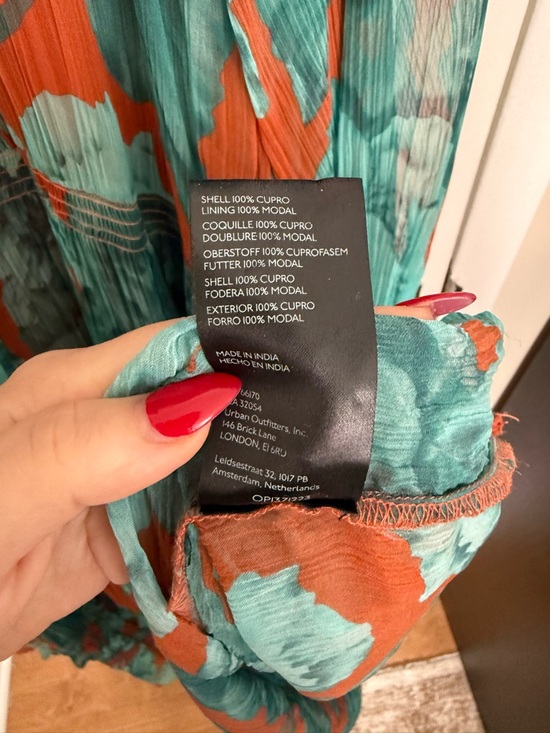 SHELL 100% CUPRO
LINING 100% MODAL
COQUILLE 100% CUPRO
DOUBLURE 100% MODAL
OBERSTOFF 100% CUPROFASEM
FUTTER 100% MODAL
SHELL 100% CUPRO
FODERA 100% MODAL
EXTERIOR 100% CUPRO
FORRO 100% MODAL
MADE IN INDIA
HECHO EN INDIA
66170
32054
Urban Outfitters, Inc.
146 Brick Lane
LONDON, E1 6RU
Leidsestraat 32, 1017 PB
Amsterdam, Netherlands